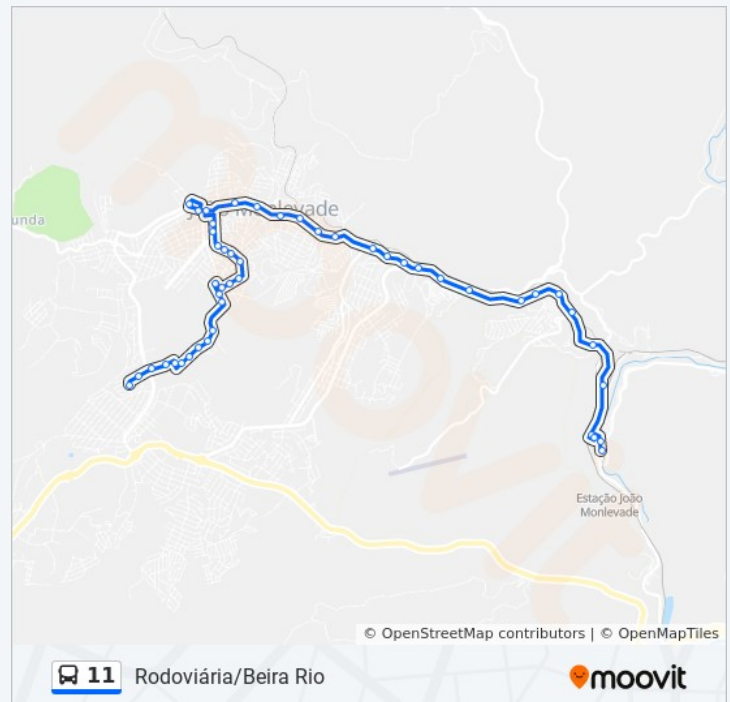 unda
João Monlevade
Estação João
Monlevade
© OpenStreetMap contributors | © OpenMapTiles
11 Rodoviária/Beira Rio
moovit